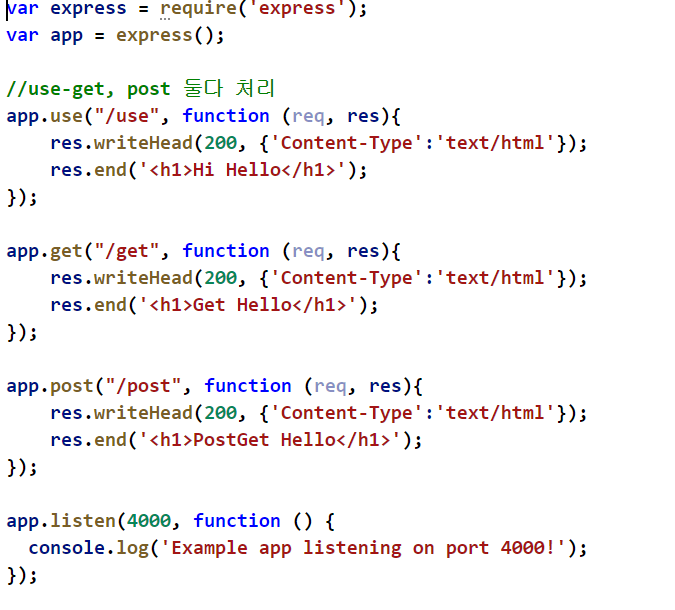 var express = require('express');
var app = express();
//use-get, post 둘다 처리
app.use("/use", function (req, res){
    res.writeHead(200, {'Content-Type':'text/html'});
    res.end('<h1>Hi Hello</h1>');
});
app.get("/get", function (req, res){
    res.writeHead(200, {'Content-Type':'text/html'});
    res.end('<h1>Get Hello</h1>');
});
app.post("/post", function (req, res){
    res.writeHead(200, {'Content-Type':'text/html'});
    res.end('<h1>PostGet Hello</h1>');
});
app.listen(4000, function () {
  console.log('Example app listening on port 4000!');
});